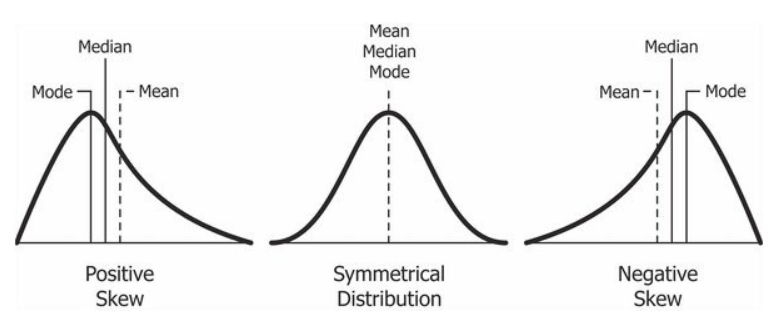 Median
Mode
Mean
Positive
Skew
Mean
Median
Mode
Symmetrical
Distribution
Median
Mean
Mode
Negative
Skew